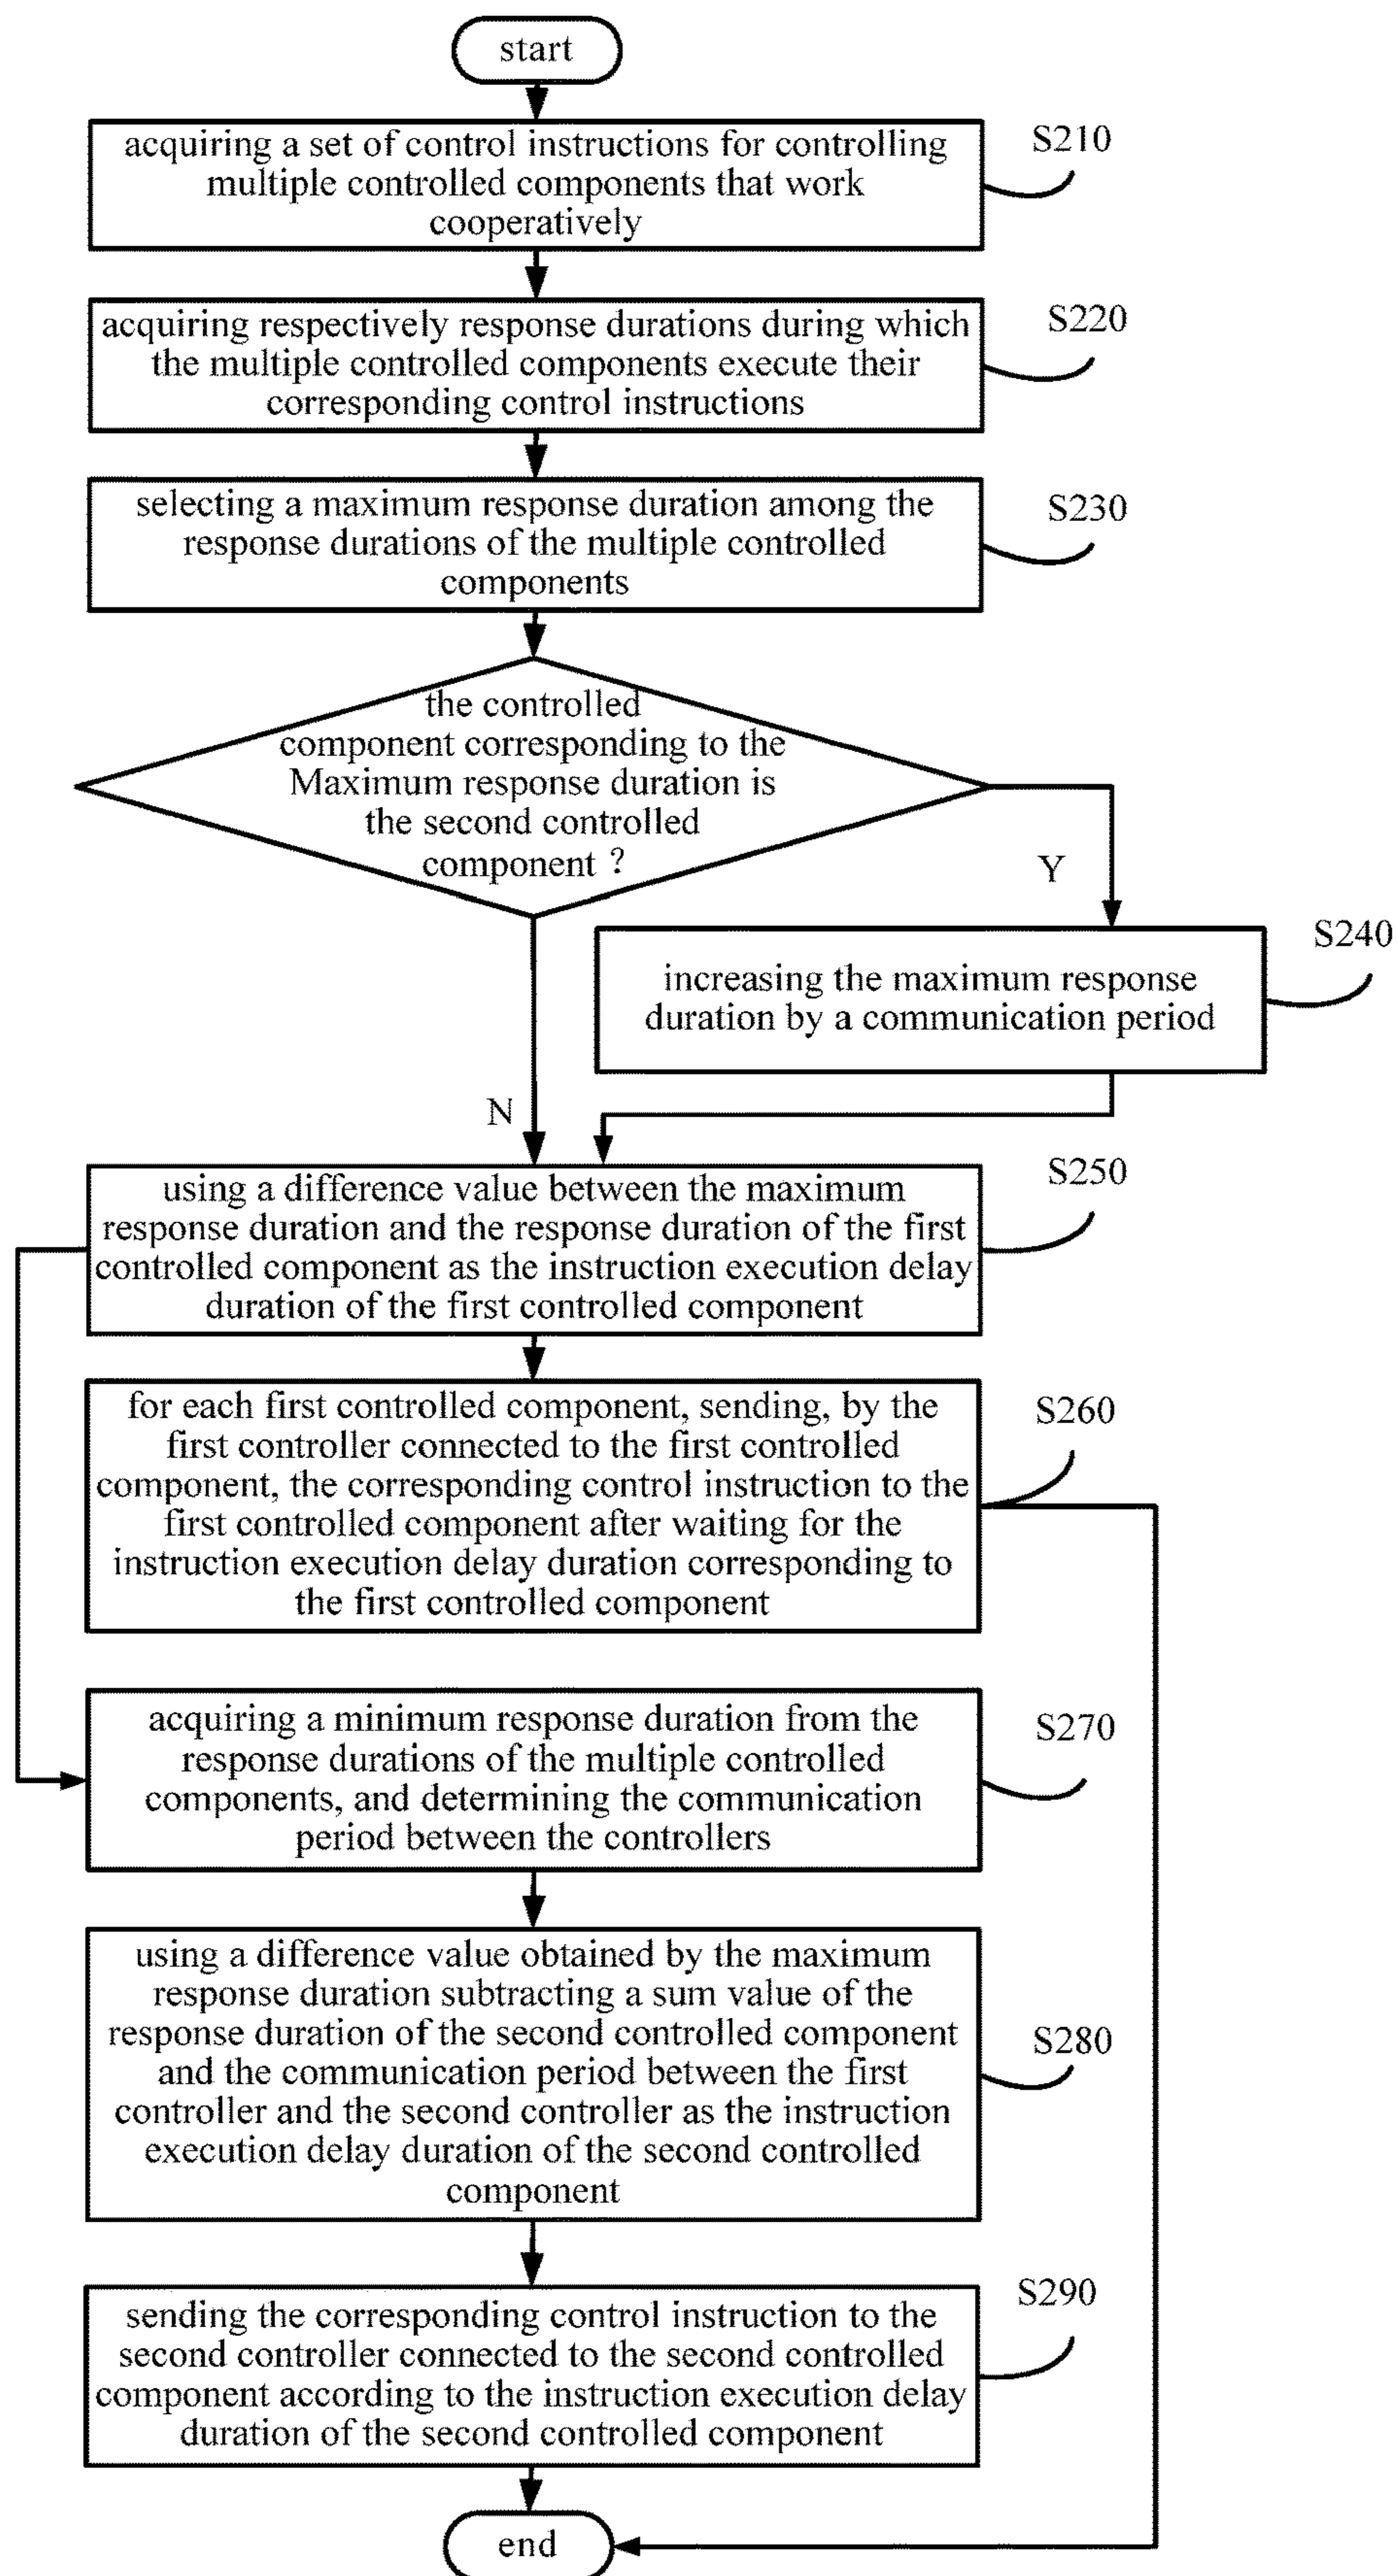 start
acquiring a set of control instructions for controlling
multiple controlled components that work
cooperatively
S210
acquiring respectively response durations during which
the multiple controlled components execute their
corresponding control instructions
S220
selecting a maximum response duration among the
response durations of the multiple controlled
components
S230
the controlled
component corresponding to the
Maximum response duration is
the second controlled
component ?
Y
S240
increasing the maximum response
duration by a communication period
N
using a difference value between the maximum
response duration and the response duration of the first
controlled component as the instruction execution delay
duration of the first controlled component
S250
for each first controlled component, sending, by the
first controller connected to the first controlled
component, the corresponding control instruction to the
first controlled component after waiting for the
instruction execution delay duration corresponding to
the first controlled component
S260
acquiring a minimum response duration from the
response durations of the multiple controlled
components, and determining the communication
period between the controllers
S270
using a difference value obtained by the maximum
response duration subtracting a sum value of the
response duration of the second controlled component
and the communication period between the first
controller and the second controller as the instruction
execution delay duration of the second controlled
component
S280
sending the corresponding control instruction to the
second controller connected to the second controlled
component according to the instruction execution delay
duration of the second controlled component
S290
end